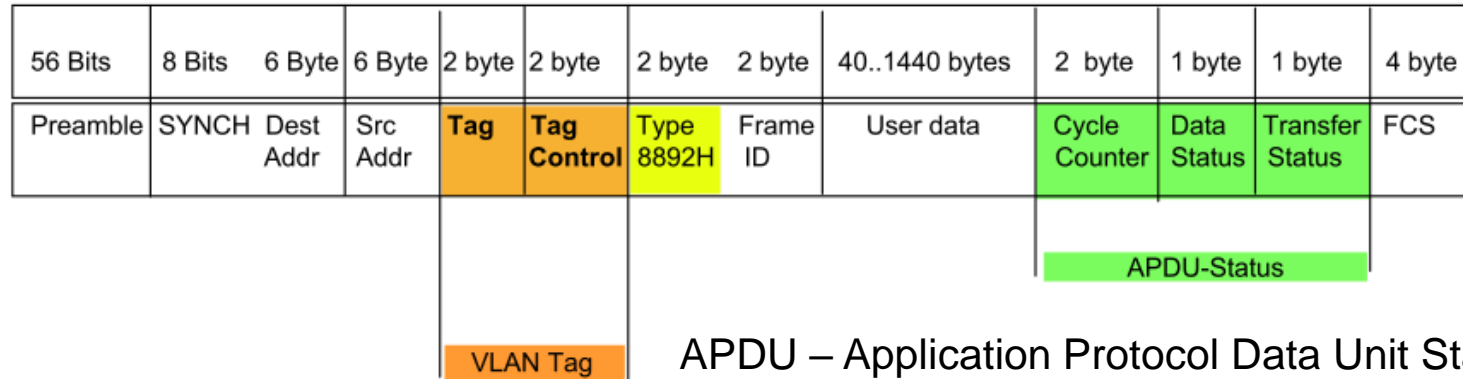 56 Bits 8 Bits 6 Byte 6 Byte 2 byte 2 byte 2 byte 2 byte 40..1440 bytes 2 byte 1 byte 1 byte 4 byte
Preamble SYNCH Dest Src Tag Tag Type Frame User data Cycle Data Transfer FCS
Addr Addr Control 8892H ID Counter Status Status
APDU-Status
VLAN Tag APDU – Application Protocol Data Unit